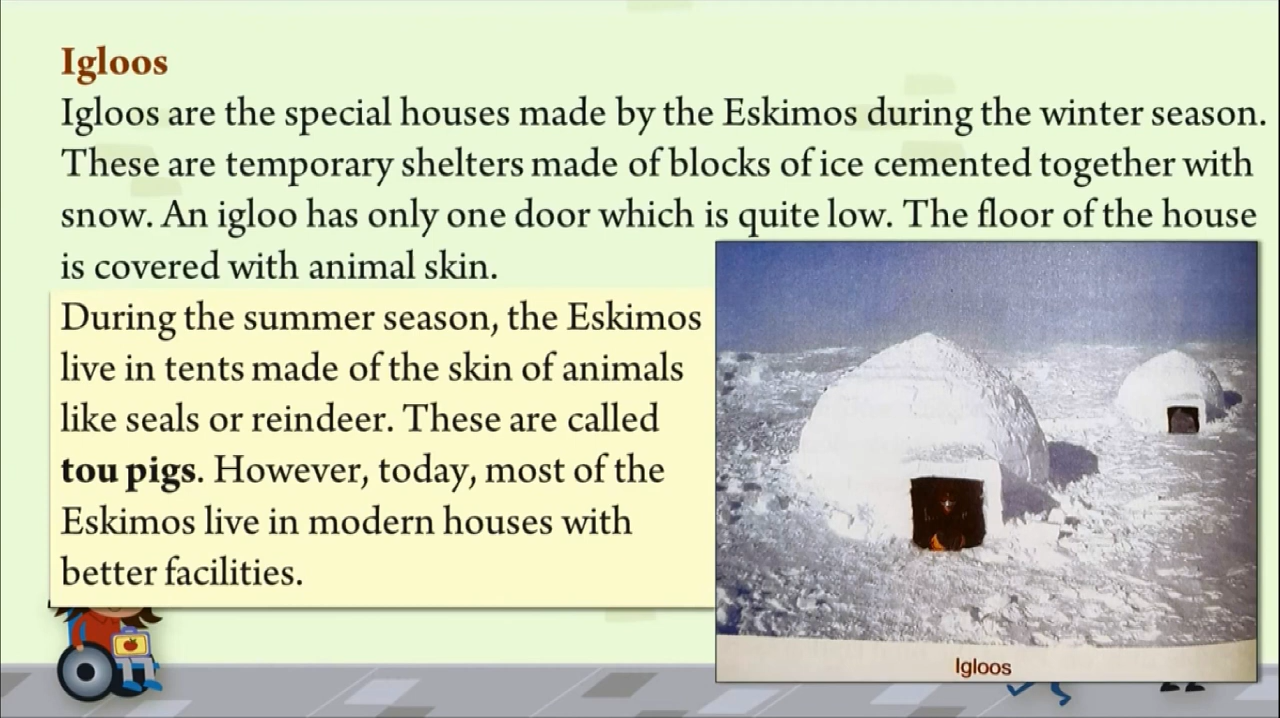 Igloos
Igloos are the special houses made by the Eskimos during the winter season.
These are temporary shelters made of blocks of ice cemented together with
snow. An igloo has only one door which is quite low. The floor of the house
is covered with animal skin.
During the summer season, the Eskimos
live in tents made of the skin of animals
like seals or reindeer. These are called
tou pigs. However, today, most of the
Eskimos live in modern houses with
better facilities.
Igloos